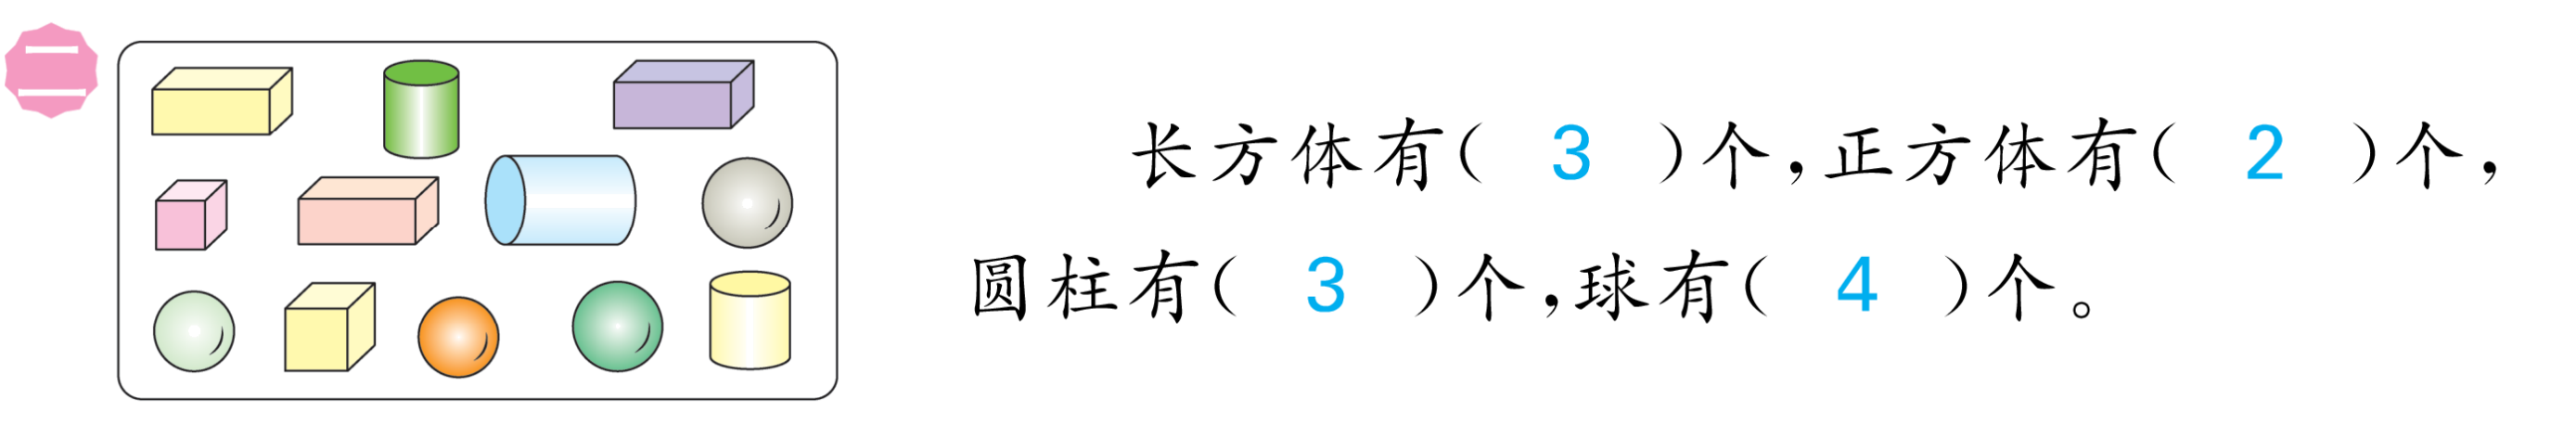 二
长方体有( 3 )个,正方体有( 2 )个,
圆柱有( 3 )个,球有( 4 )个。